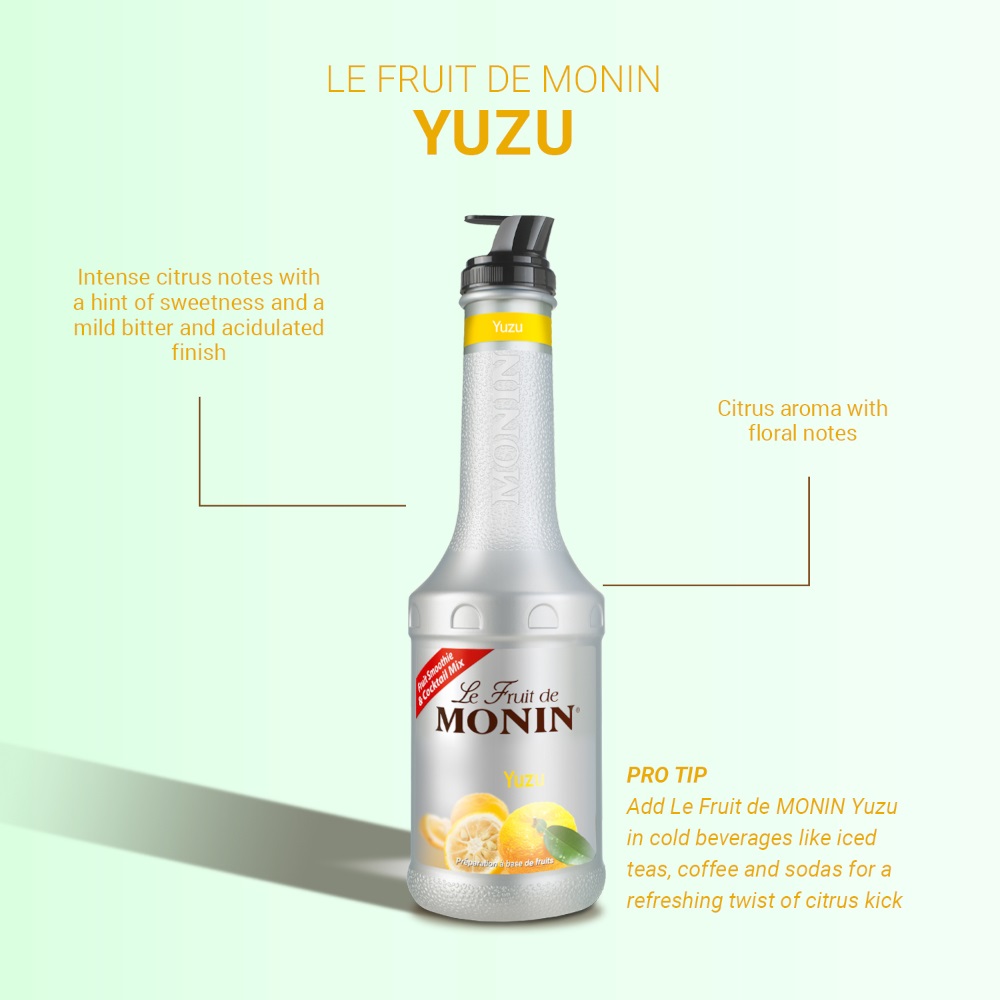 LE FRUIT DE MONIN
YUZU
Intense citrus notes with
a hint of sweetness and a
mild bitter and acidulated
finish
Citrus aroma with
floral notes
Yuzu
MONIN
Fruit Smoothie
& Cocktail Mix
Le Fruit de
MONIN®
Yuzu
Préparation à base de fruits
PRO TIP
Add Le Fruit de MONIN Yuzu
in cold beverages like iced
teas, coffee and sodas for a
refreshing twist of citrus kick